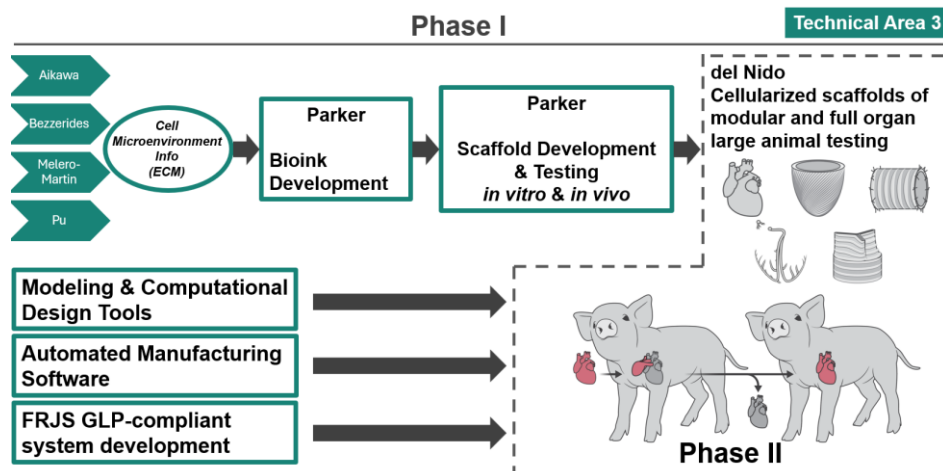 Phase I
Technical Area 3
Aikawa
Bezzerides
Melero-
Martin
Pu
Cell
Microenvironment
Info
(ECM)
Parker
Bioink
Development
Parker
Scaffold Development
& Testing
in vitro & in vivo
del Nido
Cellularized scaffolds of
modular and full organ
large animal testing
Modeling & Computational
Design Tools
Automated Manufacturing
Software
FRJS GLP-compliant
system development
Phase II